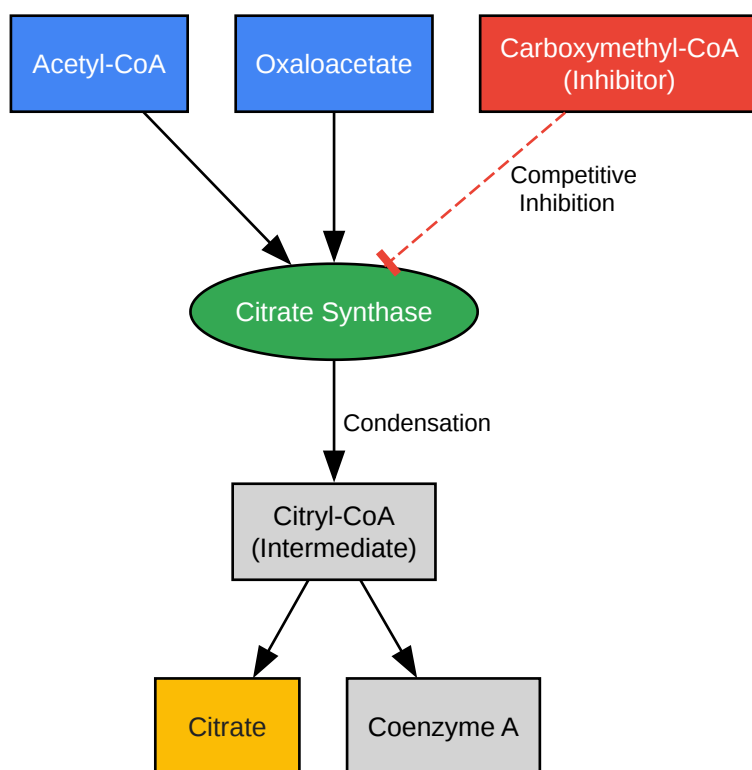 Acetyl-CoA
Oxaloacetate
Carboxymethyl-CoA
(Inhibitor)
Competitive
Inhibition
Citrate Synthase
Condensation
Citryl-CoA
(Intermediate)
Citrate
Coenzyme A